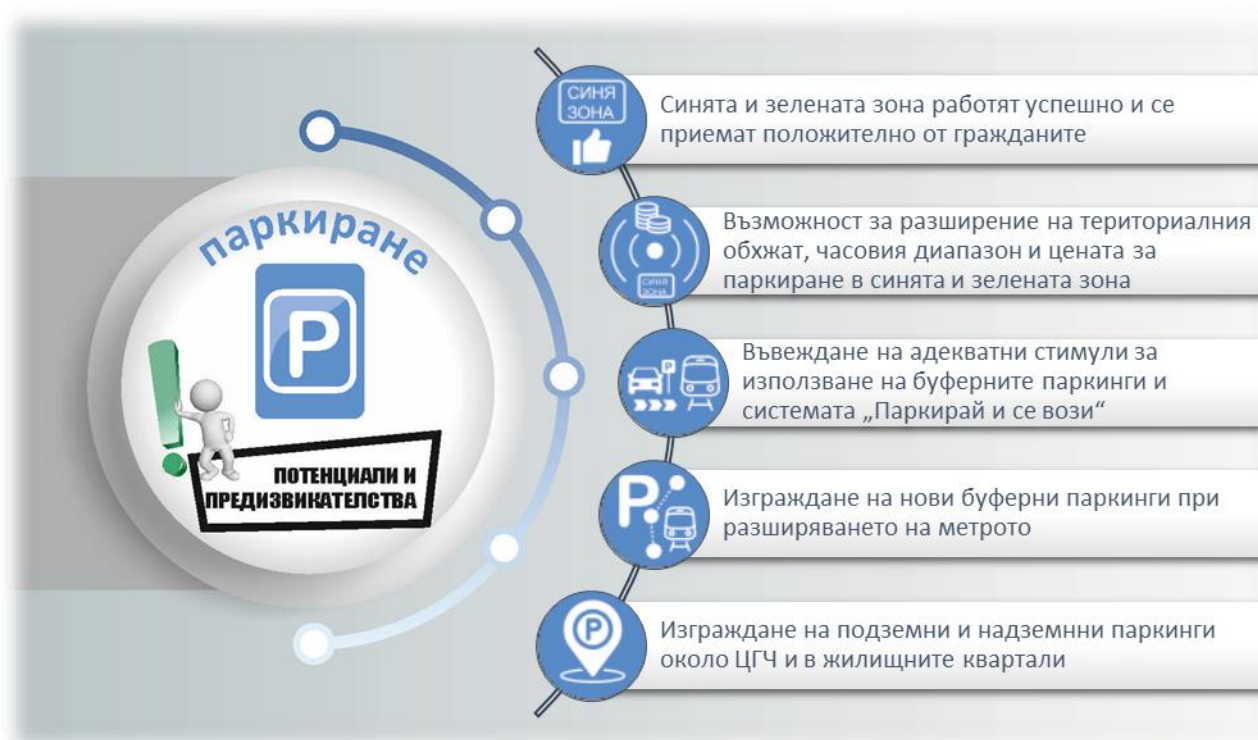 паркиране
P
ПОТЕНЦИАЛИ И
ПРЕДИЗВИКАТЕЛСТВА
СИНЯ
ЗОНА
Синята и зелената зона работят успешно и се
приемат положително от гражданите
СИНЯ
ЗОНА
Възможност за разширение на териториалния
обхжат, часовия диапазон и цената за
паркиране в синята и зелената зона
P
Въвеждане на адекватни стимули за
използване на буферните паркинги и
системата „Паркирай и се вози“
P
Изграждане на нови буферни паркинги при
разширяването на метрото
P
Изграждане на подземни и надземнни паркинги
около ЦГЧ и в жилищните квартали